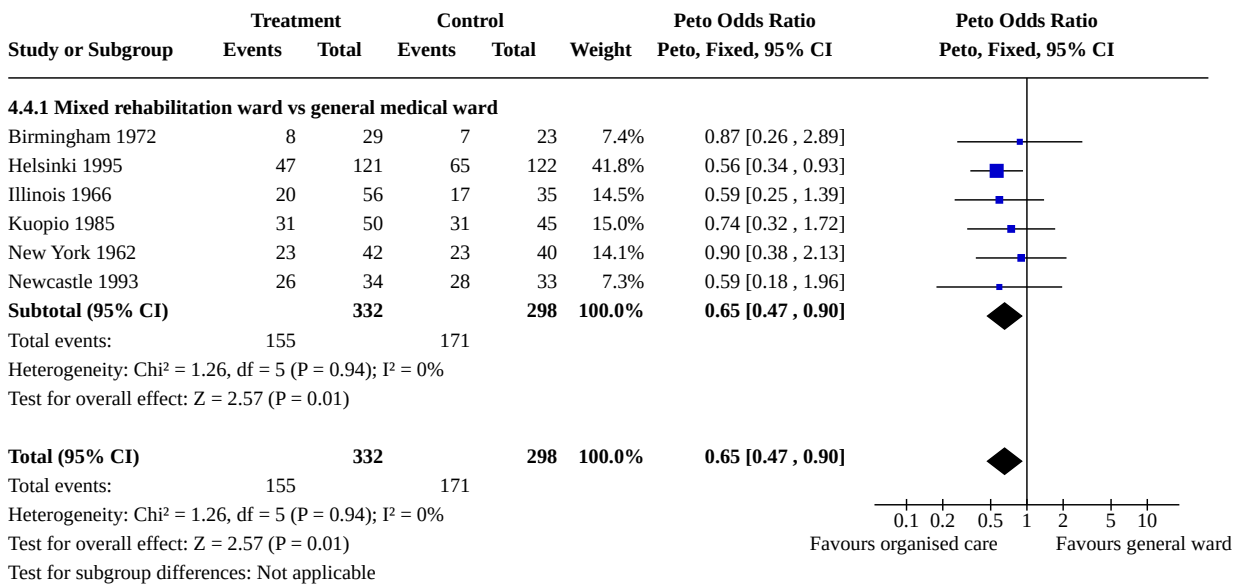 Treatment Control Peto Odds Ratio Peto Odds Ratio
Study or Subgroup Events Total Events Total Weight Peto, Fixed, 95% CI Peto, Fixed, 95% CI
4.4.1 Mixed rehabilitation ward vs general medical ward
Birmingham 1972 8 29 7 23 7.4% 0.87 [0.26 , 2.89]
Helsinki 1995 47 121 65 122 41.8% 0.56 [0.34 , 0.93]
Illinois 1966 20 56 17 35 14.5% 0.59 [0.25 , 1.39]
Kuopio 1985 31 50 31 45 15.0% 0.74 [0.32 , 1.72]
New York 1962 23 42 23 40 14.1% 0.90 [0.38 , 2.13]
Newcastle 1993 26 34 28 33 7.3% 0.59 [0.18 , 1.96]
Subtotal (95% CI) 332 298 100.0% 0.65 [0.47 , 0.90]
Total events: 155 171
Heterogeneity: Chi² = 1.26, df = 5 (P = 0.94); I² = 0%
Test for overall effect: Z = 2.57 (P = 0.01)
Total (95% CI) 332 298 100.0% 0.65 [0.47 , 0.90]
Total events: 155 171
Heterogeneity: Chi² = 1.26, df = 5 (P = 0.94); I² = 0%
0.1 0.2 0.5 1 2 5 10
Test for overall effect: Z = 2.57 (P = 0.01) Favours organised care Favours general ward
Test for subgroup differences: Not applicable